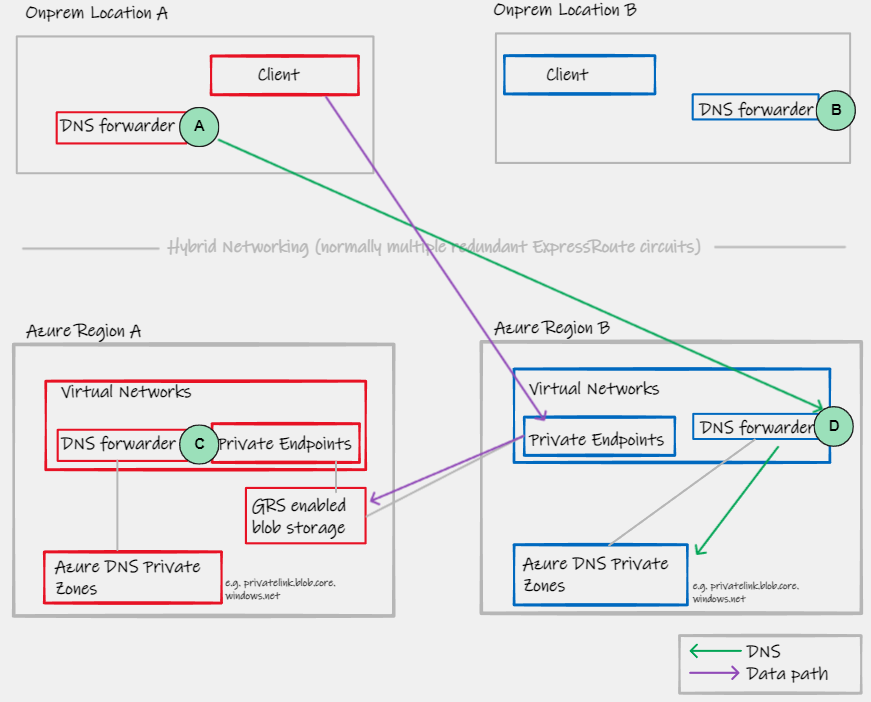 Onprem Location A
Onprem Location B
Client
DNS forwarder
A
Client
DNS forwarder
B
Hybrid Networking (normally multiple redundant ExpressRoute circuits)
Azure Region A
Azure Region B
Virtual Networks
DNS forwarder
C
Private Endpoints
GRS enabled
blob storage
Azure DNS Private
Zones
e.g. privatelink.blob.core.
windows.net
Virtual Networks
Private Endpoints
DNS forwarder
D
Azure DNS Private
Zones
e.g. privatelink.blob.core.
windows.net
DNS
Data path